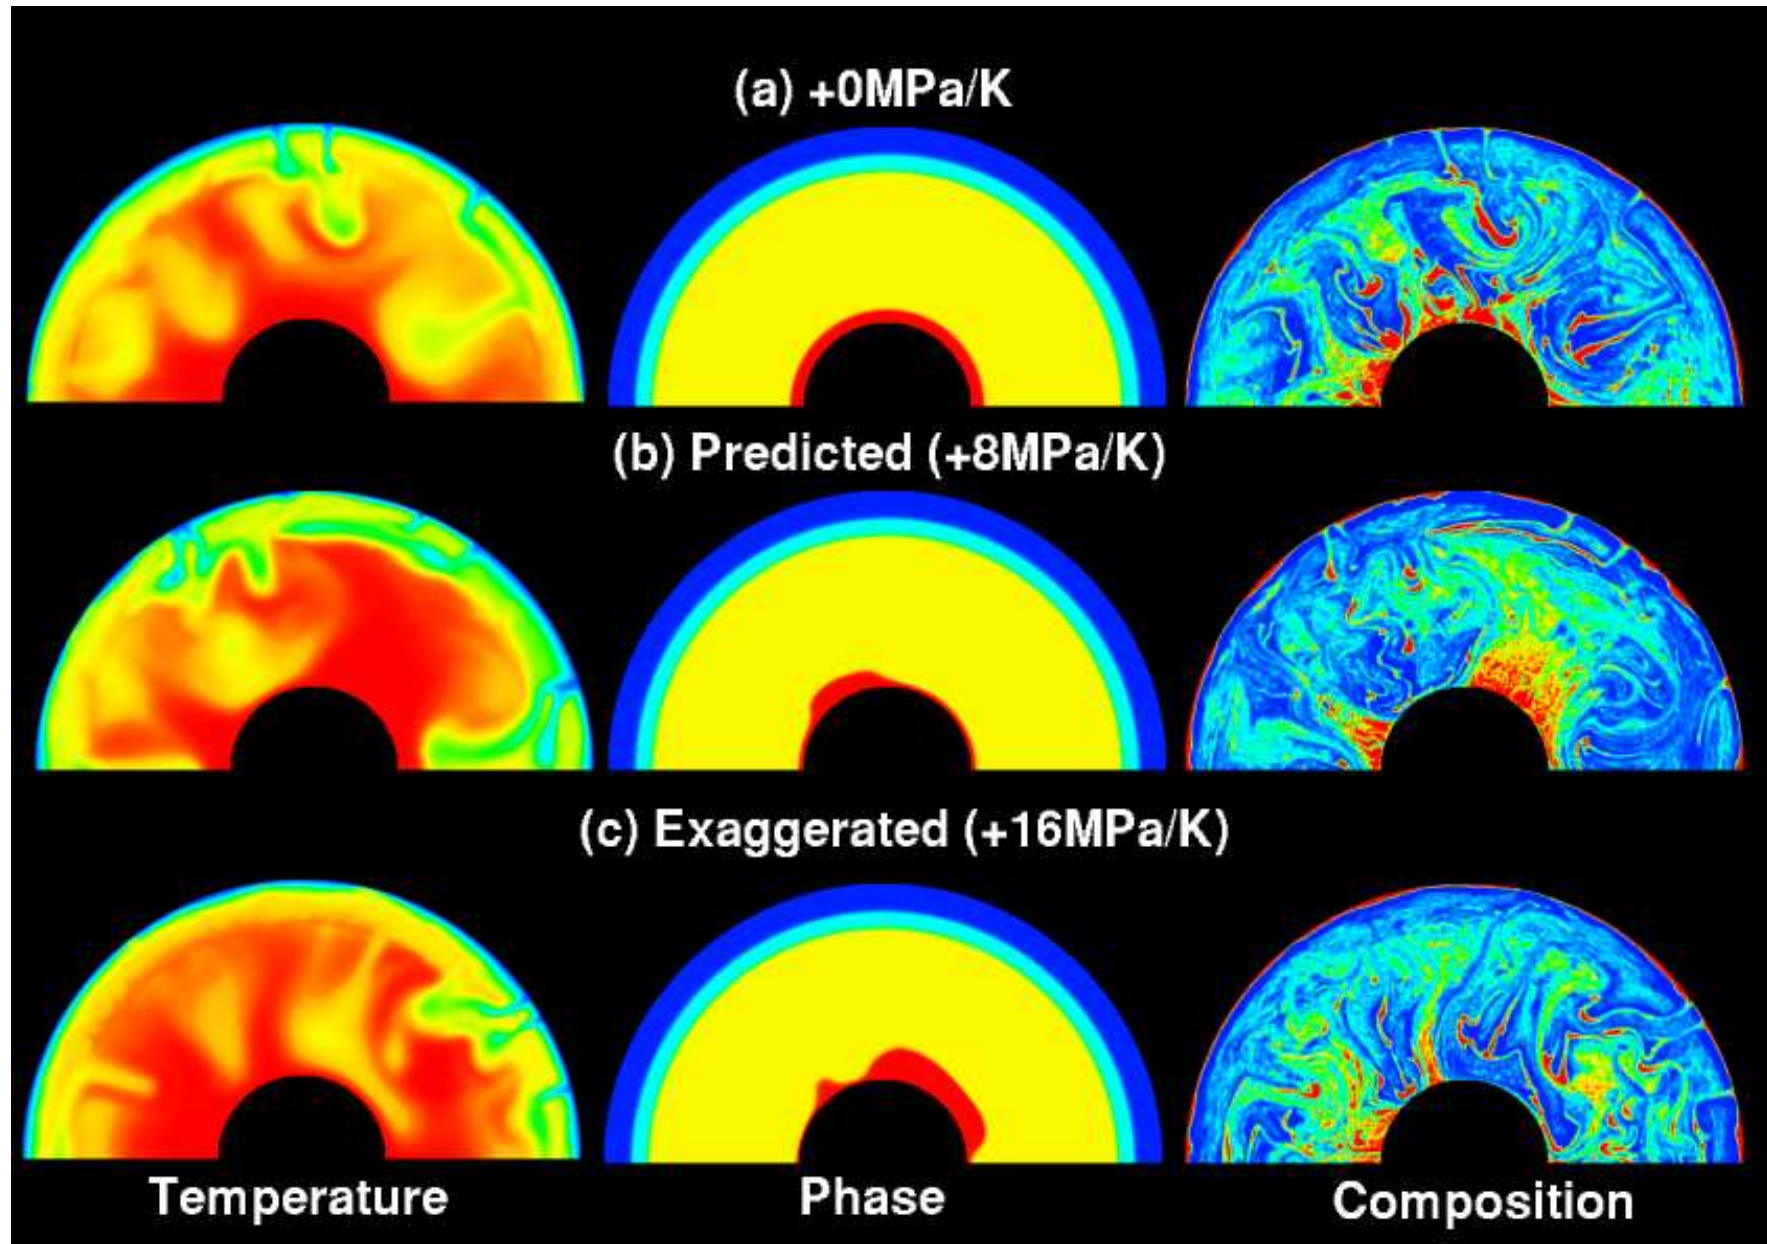 (a) +0MPa/K
(b) Predicted (+8MPa/K)
(c) Exaggerated (+16MPa/K)
Temperature Phase Composition